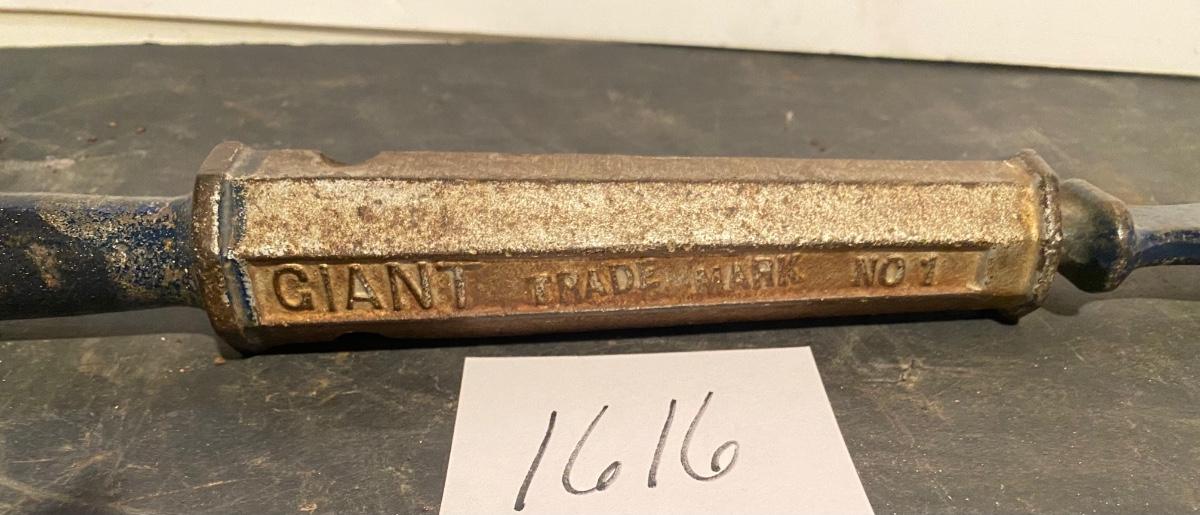 GIANT TRADE MARK NO 1
1616